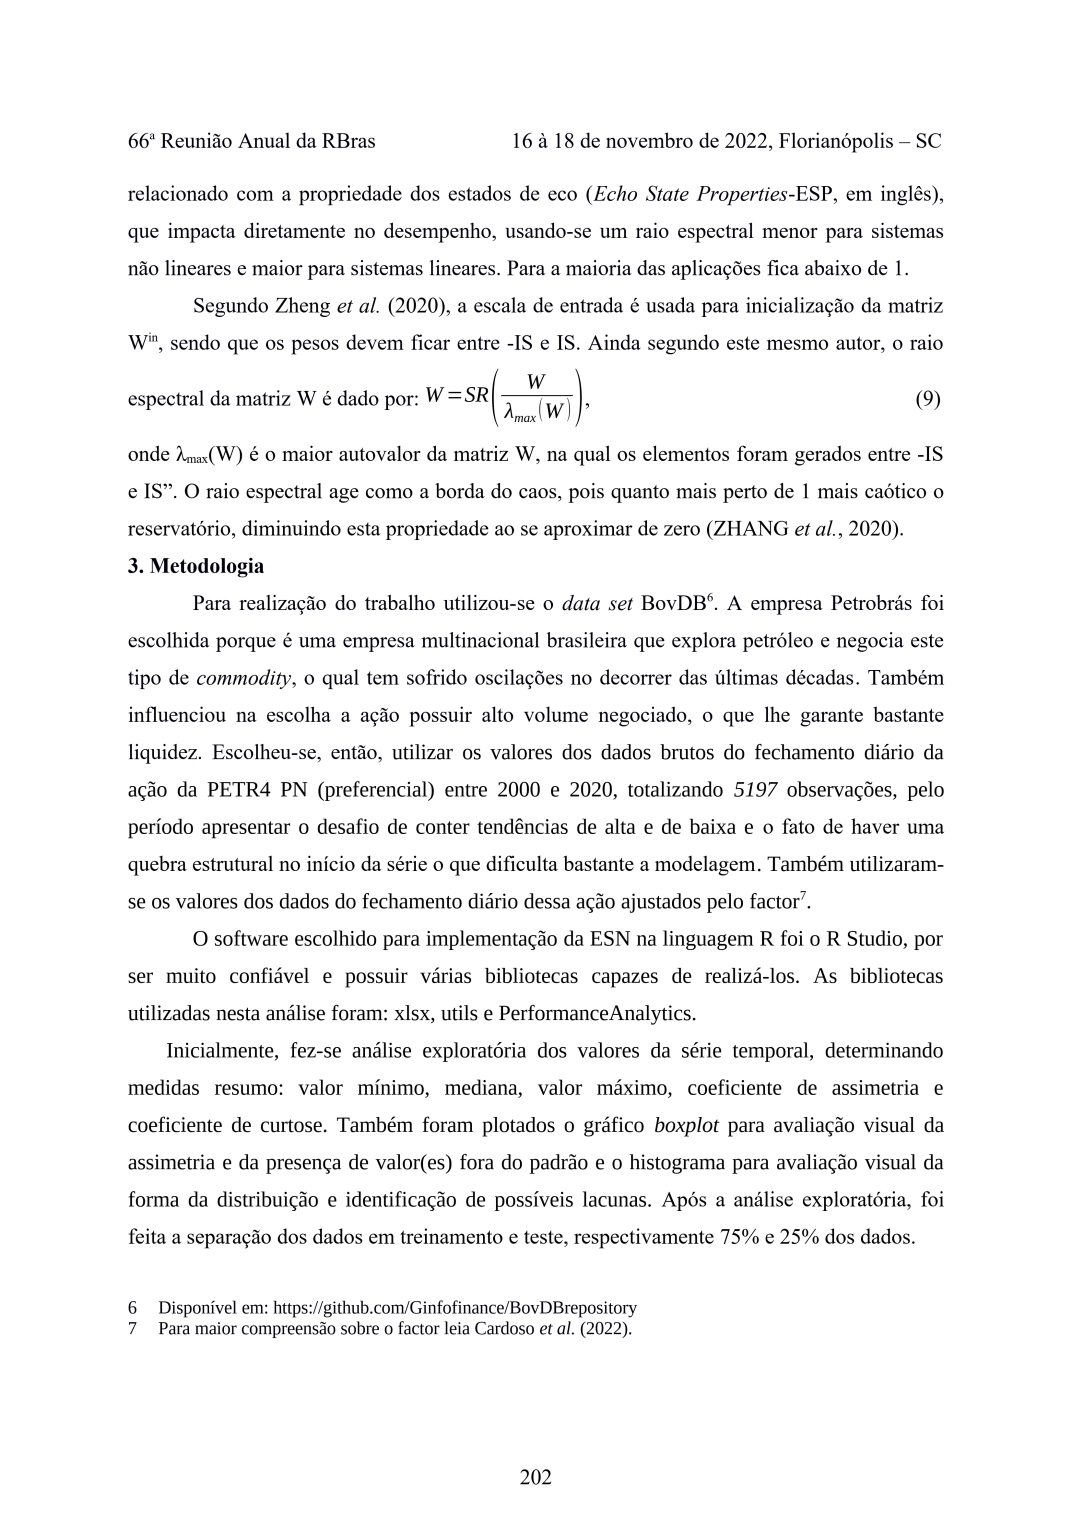 66ª Reunião Anual da RBras 16 à 18 de novembro de 2022, Florianópolis – SC
relacionado com a propriedade dos estados de eco (Echo State Properties-ESP, em inglês),
que impacta diretamente no desempenho, usando-se um raio espectral menor para sistemas
não lineares e maior para sistemas lineares. Para a maioria das aplicações fica abaixo de 1.
Segundo Zheng et al. (2020), a escala de entrada é usada para inicialização da matriz
Wⁱⁿ, sendo que os pesos devem ficar entre -IS e IS. Ainda segundo este mesmo autor, o raio
espectral da matriz W é dado por: W = SR(W / λmax(W)), (9)
onde λmax(W) é o maior autovalor da matriz W, na qual os elementos foram gerados entre -IS
e IS”. O raio espectral age como a borda do caos, pois quanto mais perto de 1 mais caótico o
reservatório, diminuindo esta propriedade ao se aproximar de zero (ZHANG et al., 2020).
3. Metodologia
Para realização do trabalho utilizou-se o data set BovDB⁶. A empresa Petrobrás foi
escolhida porque é uma empresa multinacional brasileira que explora petróleo e negocia este
tipo de commodity, o qual tem sofrido oscilações no decorrer das últimas décadas. Também
influenciou na escolha a ação possuir alto volume negociado, o que lhe garante bastante
liquidez. Escolheu-se, então, utilizar os valores dos dados brutos do fechamento diário da
ação da PETR4 PN (preferencial) entre 2000 e 2020, totalizando 5197 observações, pelo
período apresentar o desafio de conter tendências de alta e de baixa e o fato de haver uma
quebra estrutural no início da série o que dificulta bastante a modelagem. Também utilizaram-
se os valores dos dados do fechamento diário dessa ação ajustados pelo factor⁷.
O software escolhido para implementação da ESN na linguagem R foi o R Studio, por
ser muito confiável e possuir várias bibliotecas capazes de realizá-los. As bibliotecas
utilizadas nesta análise foram: xlsx, utils e PerformanceAnalytics.
Inicialmente, fez-se análise exploratória dos valores da série temporal, determinando
medidas resumo: valor mínimo, mediana, valor máximo, coeficiente de assimetria e
coeficiente de curtose. Também foram plotados o gráfico boxplot para avaliação visual da
assimetria e da presença de valor(es) fora do padrão e o histograma para avaliação visual da
forma da distribuição e identificação de possíveis lacunas. Após a análise exploratória, foi
feita a separação dos dados em treinamento e teste, respectivamente 75% e 25% dos dados.
6 Disponível em: https://github.com/Ginfofinance/BovDBrepository
7 Para maior compreensão sobre o factor leia Cardoso et al. (2022).
202